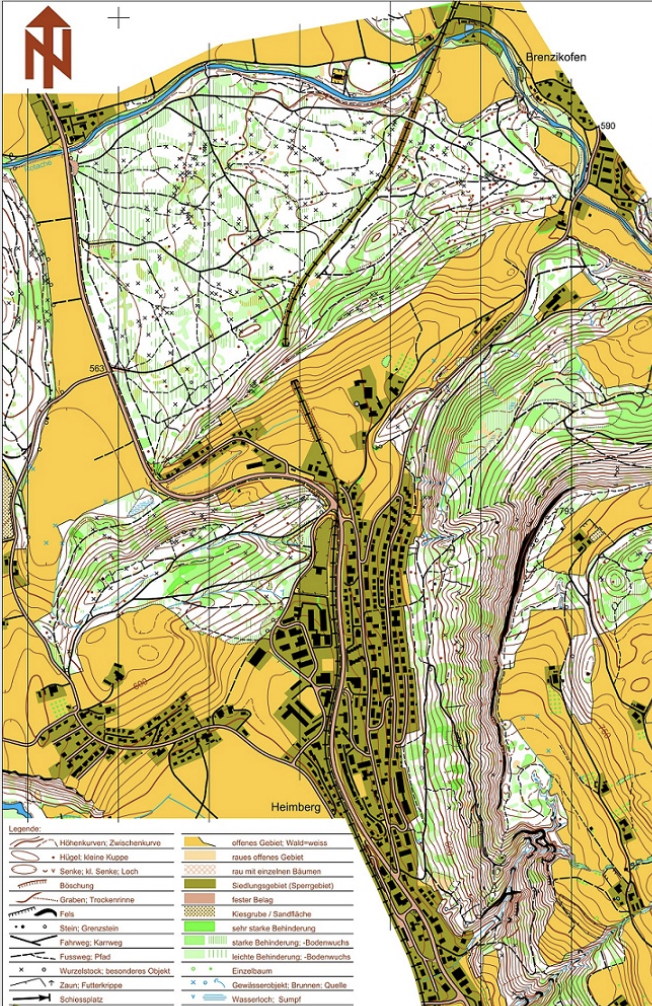 Brenzikofen
590
563
793
600
Heimberg
Legende:
Höhenkurven; Zwischenkurve
Hügel; kleine Kuppe
Senke; kl. Senke; Loch
Böschung
Graben; Trockenrinne
Fels
Stein; Grenzstein
Fahrweg; Karrweg
Fussweg; Pfad
Wurzelstock; besonderes Objekt
Zaun; Futterkrippe
Schiessplatz
offenes Gebiet; Wald=weiss
raues offenes Gebiet
rau mit einzelnen Bäumen
Siedlungsgebiet (Sperrgebiet)
fester Belag
Kiesgrube / Sandfläche
sehr starke Behinderung
starke Behinderung; -Bodenwuchs
leichte Behinderung; -Bodenwuchs
Einzelbaum
Gewässerobjekt; Brunnen; Quelle
Wasserloch; Sumpf